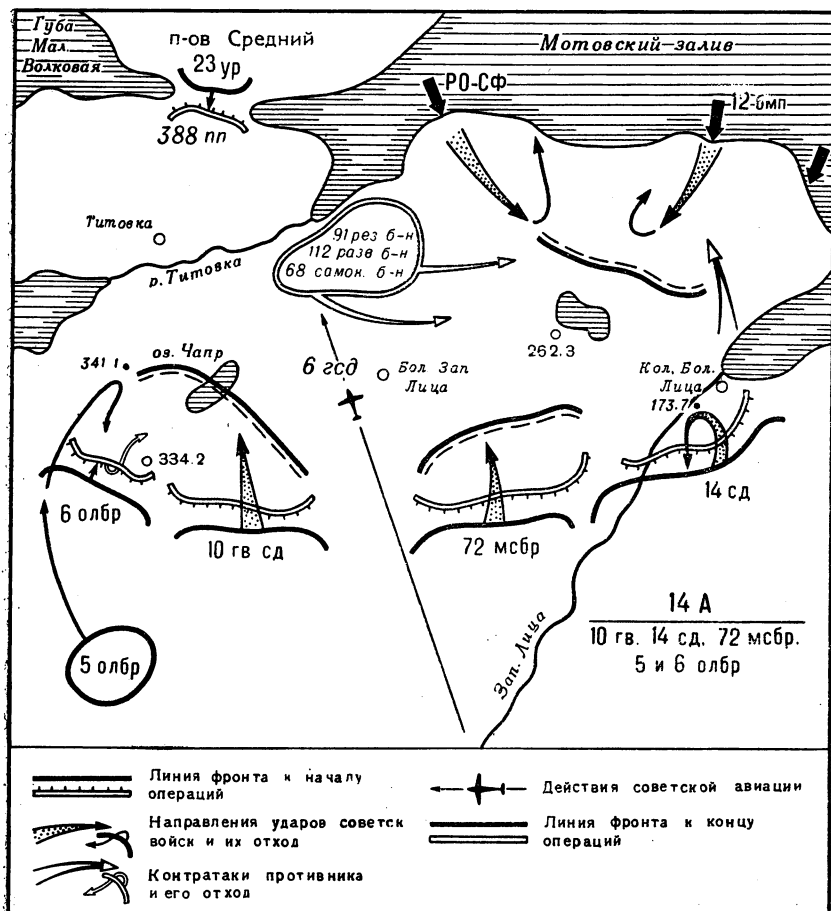 Губа
Мал.
Волковая
п-ов Средний
23 ур
388 пп
Мотовский залив
РО-СФ
12-бмп
Титовка
р. Титовка
91 рез б-н
112 разв б-н
68 самок. б-н
341.1
оз. Чапр
6 гсд
Бол Зап
Лица
262.3
Кол. Бол.
Лица
173.7
334.2
6 олбр
10 гв сд
72 мсбр
14 сд
5 олбр
Зап. Лица
14 А
10 гв. 14 сд, 72 мсбр.
5 и 6 олбр
Линия фронта к началу
операций
Направления ударов советск
войск и их отход
Контратаки противника
и его отход
Действия советской авиации
Линия фронта к концу
операций